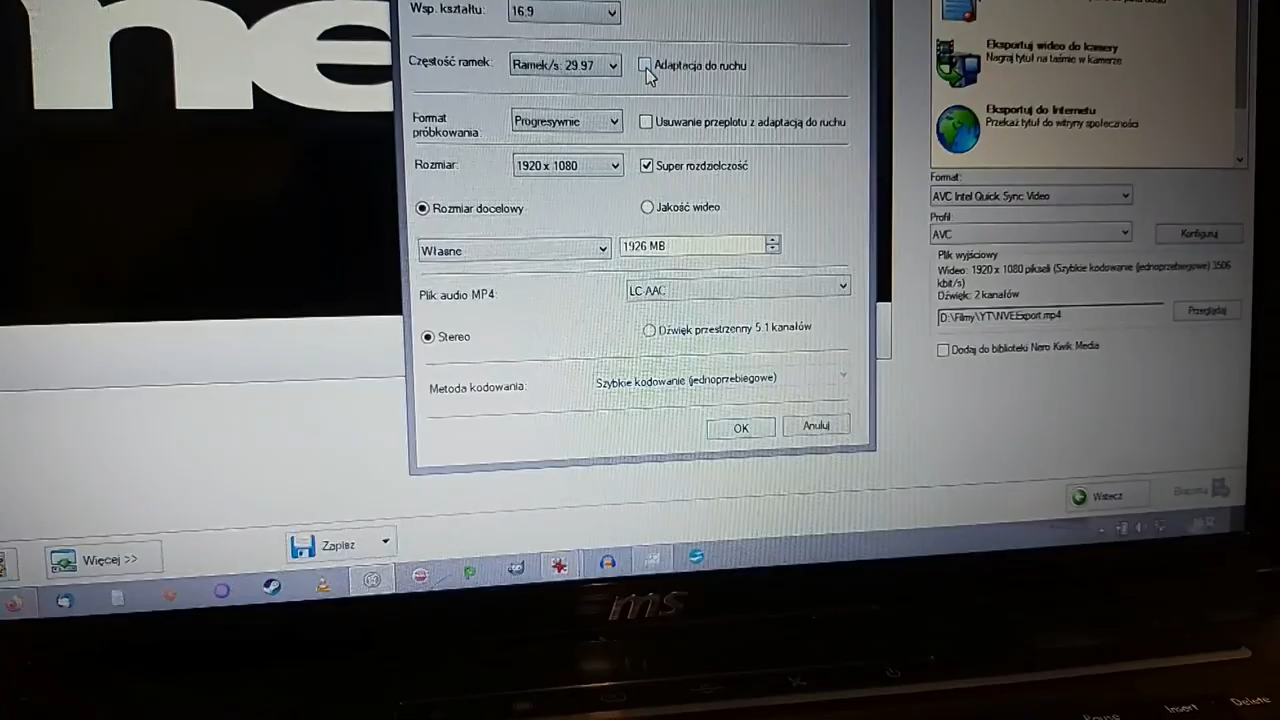 ne
Wsp. kształtu:
16:9
Częstość ramek:
Ramek/s: 29.97
Adaptacja do ruchu
Format
próbkowania:
Progresywnie
Usuwanie przeplotu z adaptacją do ruchu
Rozmiar:
1920 x 1080
Super rozdzielczość
Rozmiar docelowy
Jakość wideo
Własne
1926 MB
Plik audio MP4:
LC AAC
Stereo
Dźwięk przestrzenny 5.1 kanałów
Metoda kodowania:
Szybkie kodowanie (jednoprzebiegowe)
OK
Anuluj
Eksportuj wideo do kamery
Nagraj tytuł na taśmie w kamerze
Eksportuj do Internetu
Przekaż tytuł do witryny społeczności
Format:
AVC Intel Quick Sync Video
Profil
AVC
Konfiguruj
Plik wyjściowy
Wideo: 1920 x 1080 pikseli (Szybkie kodowanie (jednoprzebiegowe) 3506
kbit/s)
Dźwięk: 2 kanałów
D:\Filmy\YT\NVEExport.mp4
Przeglądaj
Dodaj do biblioteki Nero Kwik Media
Wstecz
Eksportuj
Więcej >>
Zapisz
ms
Pause
Insert
Delete